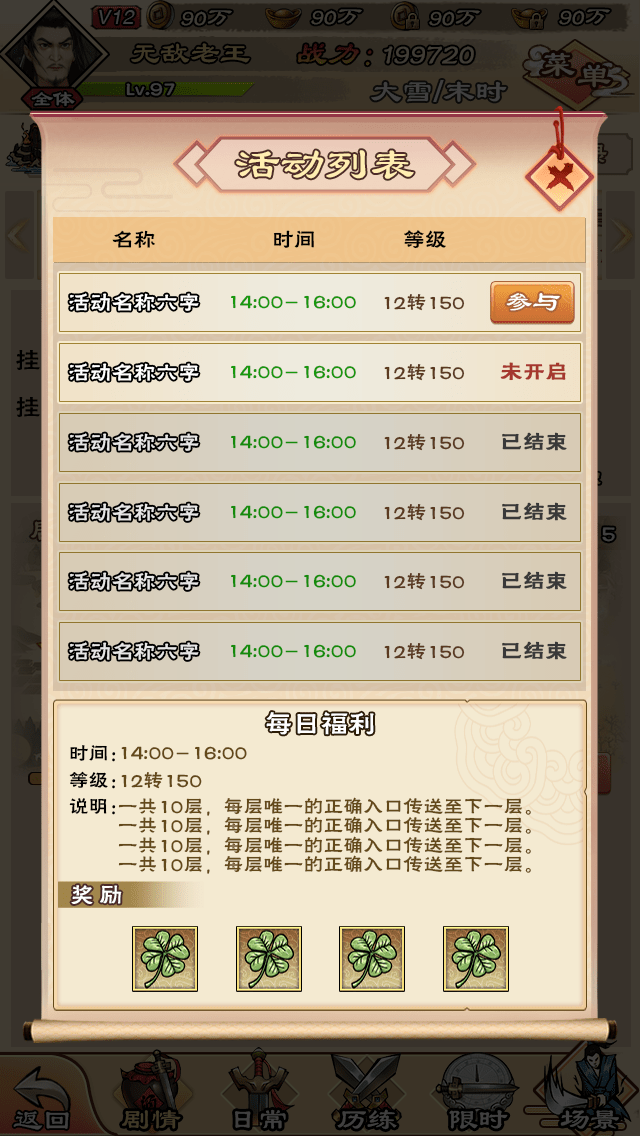 V12 90万 90万 90万 90万
无敌老王 战力：199720
菜单
全体 Lv.97 大雪/末时
活动列表
名称 时间 等级
活动名称六字 14:00-16:00 12转150 参与
挂
活动名称六字 14:00-16:00 12转150 未开启
挂
活动名称六字 14:00-16:00 12转150 已结束
活动名称六字 14:00-16:00 12转150 已结束
5
活动名称六字 14:00-16:00 12转150 已结束
活动名称六字 14:00-16:00 12转150 已结束
每日福利
时间：14:00-16:00
等级：12转150
说明：一共10层，每层唯一的正确入口传送至下一层。
一共10层，每层唯一的正确入口传送至下一层。
一共10层，每层唯一的正确入口传送至下一层。
一共10层，每层唯一的正确入口传送至下一层。
奖励
返回 剧情 日常 历练 限时 场景